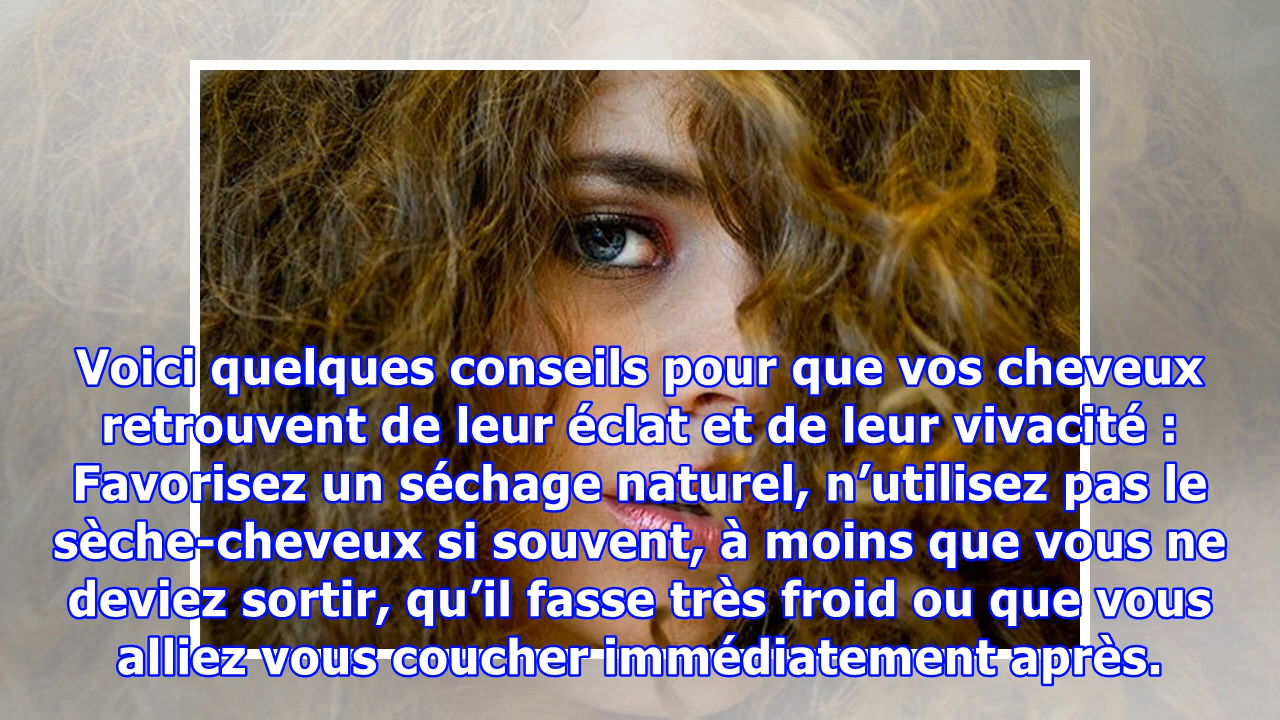 Voici quelques conseils pour que vos cheveux
retrouvent de leur éclat et de leur vivacité :
Favorisez un séchage naturel, n’utilisez pas le
sèche-cheveux si souvent, à moins que vous ne
deviez sortir, qu’il fasse très froid ou que vous
alliez vous coucher immédiatement après.